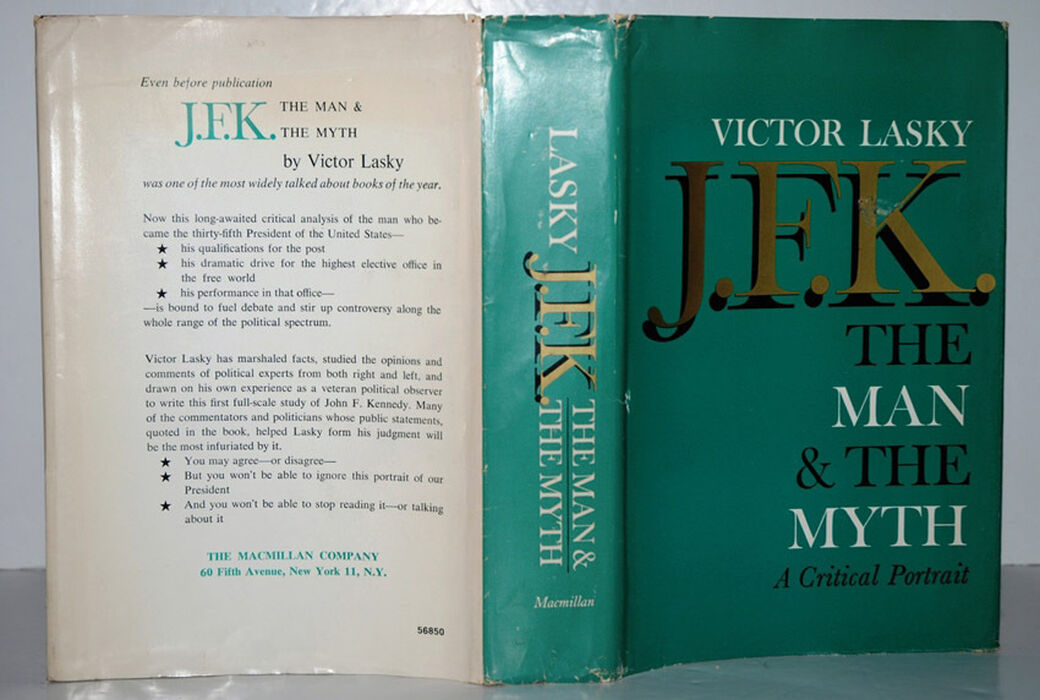 Even before publication
J.F.K. THE MAN &
THE MYTH
by Victor Lasky
was one of the most widely talked about books of the year.
Now this long-awaited critical analysis of the man who be-
came the thirty-fifth President of the United States—
★ his qualifications for the post
★ his dramatic drive for the highest elective office in
the free world
★ his performance in that office—
—is bound to fuel debate and stir up controversy along the
whole range of the political spectrum.
Victor Lasky has marshaled facts, studied the opinions and
comments of political experts from both right and left, and
drawn on his own experience as a veteran political observer
to write this first full-scale study of John F. Kennedy. Many
of the commentators and politicians whose public statements,
quoted in the book, helped Lasky form his judgment will
be the most infuriated by it.
★ You may agree—or disagree—
★ But you won't be able to ignore this portrait of our
President
★ And you won't be able to stop reading it—or talking
about it
THE MACMILLAN COMPANY
60 Fifth Avenue, New York 11, N.Y.
56850
LASKY J.F.K. THE MAN &
THE MYTH
Macmillan
VICTOR LASKY
J.F.K.
THE
MAN
& THE
MYTH
A Critical Portrait